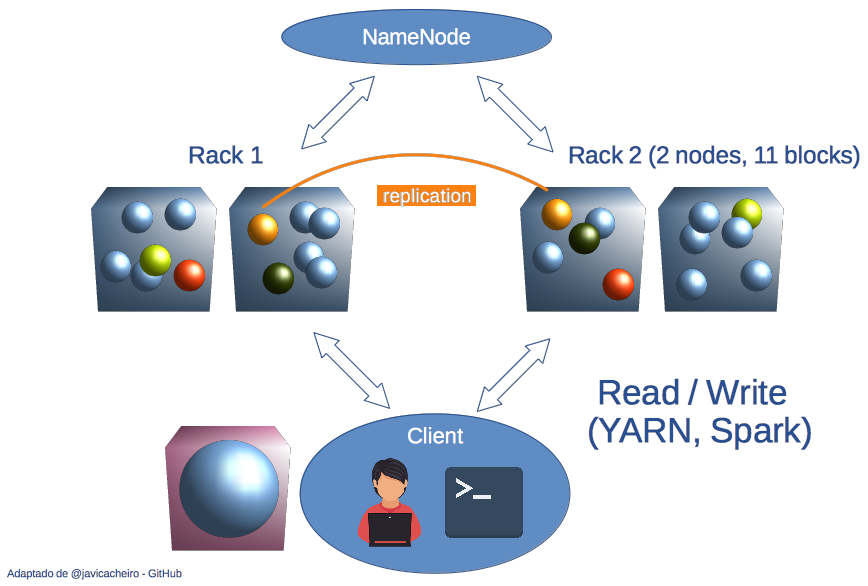 NameNode
Rack 1
Rack 2 (2 nodes, 11 blocks)
replication
Read / Write
(YARN, Spark)
Client
>_
Adaptado de @javicacheiro - GitHub